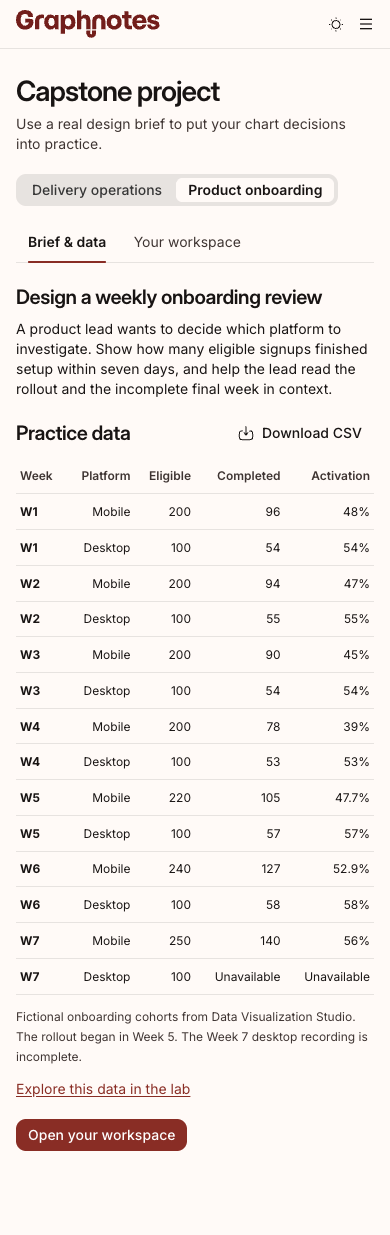 Graphnotes
Capstone project
Use a real design brief to put your chart decisions
into practice.
Delivery operations Product onboarding
Brief & data Your workspace
Design a weekly onboarding review
A product lead wants to decide which platform to
investigate. Show how many eligible signups finished
setup within seven days, and help the lead read the
rollout and the incomplete final week in context.
Practice data Download CSV
Week Platform Eligible Completed Activation
W1 Mobile 200 96 48%
W1 Desktop 100 54 54%
W2 Mobile 200 94 47%
W2 Desktop 100 55 55%
W3 Mobile 200 90 45%
W3 Desktop 100 54 54%
W4 Mobile 200 78 39%
W4 Desktop 100 53 53%
W5 Mobile 220 105 47.7%
W5 Desktop 100 57 57%
W6 Mobile 240 127 52.9%
W6 Desktop 100 58 58%
W7 Mobile 250 140 56%
W7 Desktop 100 Unavailable Unavailable
Fictional onboarding cohorts from Data Visualization Studio.
The rollout began in Week 5. The Week 7 desktop recording is
incomplete.
Explore this data in the lab
Open your workspace